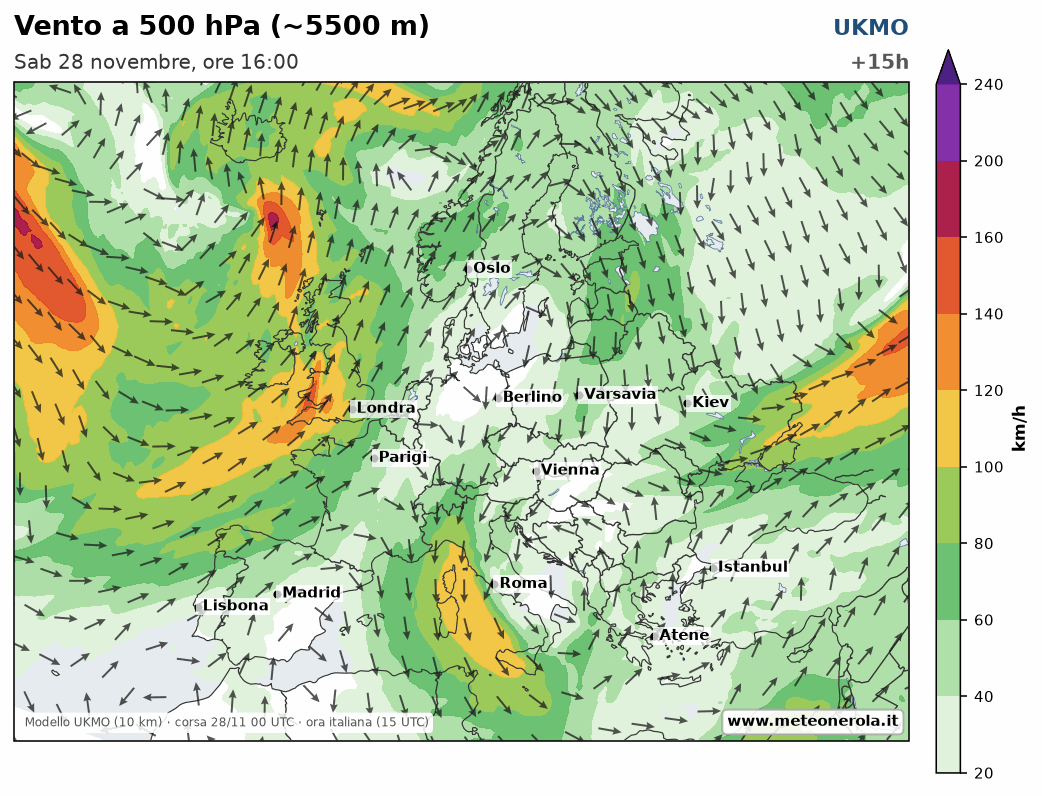 Vento a 500 hPa (~5500 m)
UKMO
Sab 28 novembre, ore 16:00
+15h
240
200
160
140
120
100
80
60
40
20
km/h
Oslo
Londra
Berlino
Varsavia
Kiev
Parigi
Vienna
Istanbul
Roma
Madrid
Lisbona
Atene
Modello UKMO (10 km) · corsa 28/11 00 UTC · ora italiana (15 UTC)
www.meteonerola.it